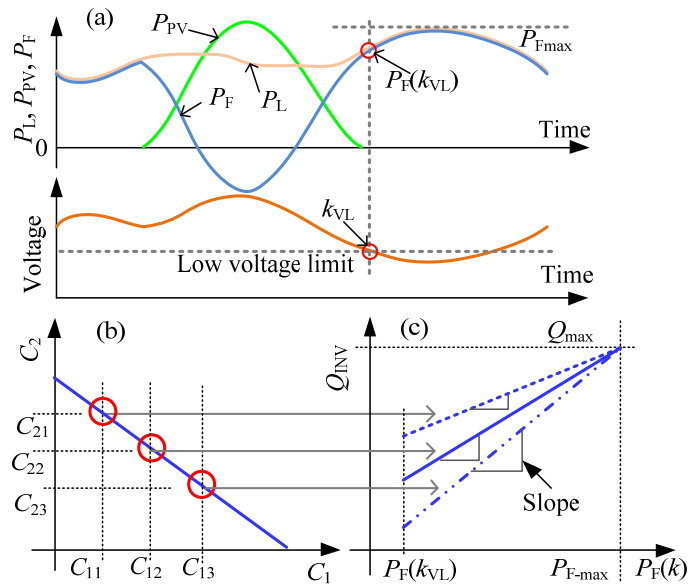 (a)
P_L, P_PV, P_F
P_PV
P_Fmax
P_F
P_L
P_F(k_VL)
0
Time
Voltage
k_VL
Low voltage limit
Time
(b)
C_2
C_21
C_22
C_23
C_11
C_12
C_13
C_1
(c)
Q_INV
Q_max
Slope
P_F(k_VL)
P_F-max
P_F(k)